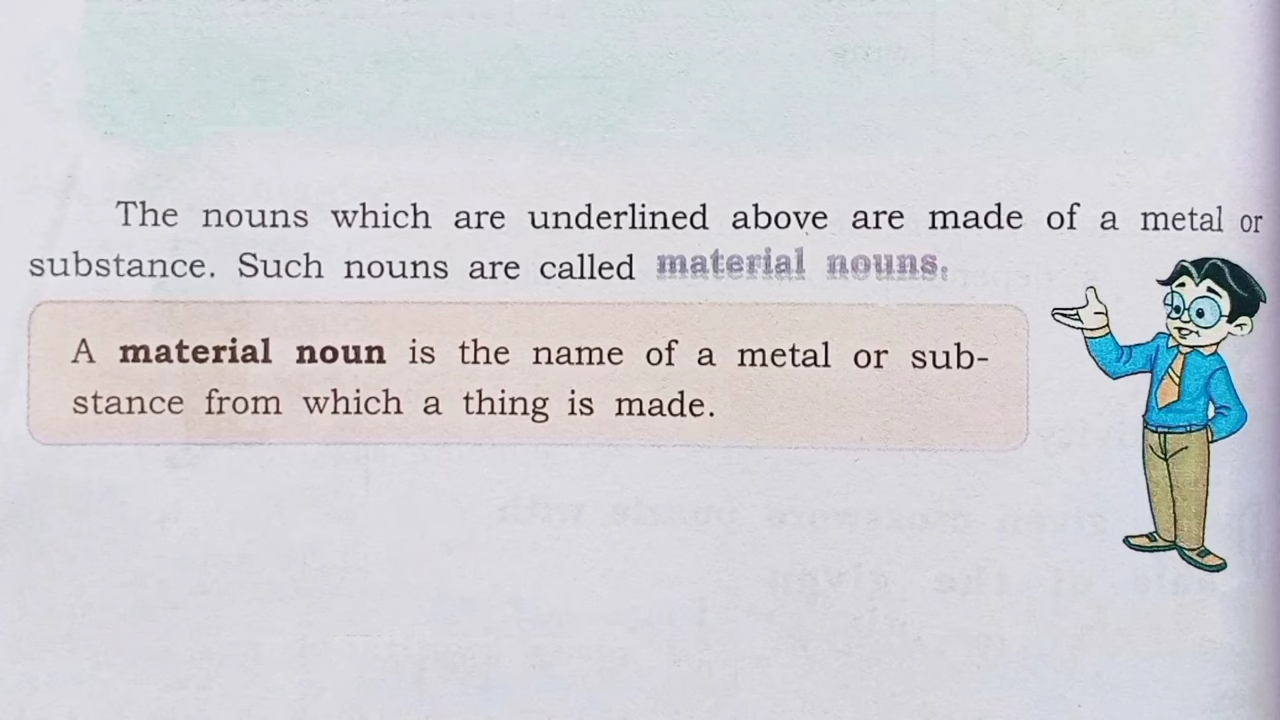 The nouns which are underlined above are made of a metal or
substance. Such nouns are called material nouns.
A material noun is the name of a metal or sub-
stance from which a thing is made.